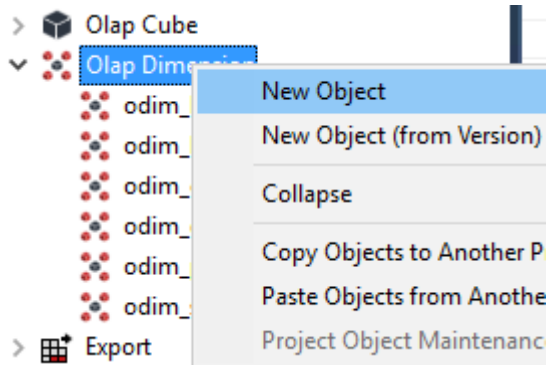 Olap Cube
Olap Dimension
New Object
odim_
New Object (from Version)
odim_
Collapse
odim_
odim_
Copy Objects to Another P
odim_
Paste Objects from Anothe
odim_
Export
Project Object Maintenanc